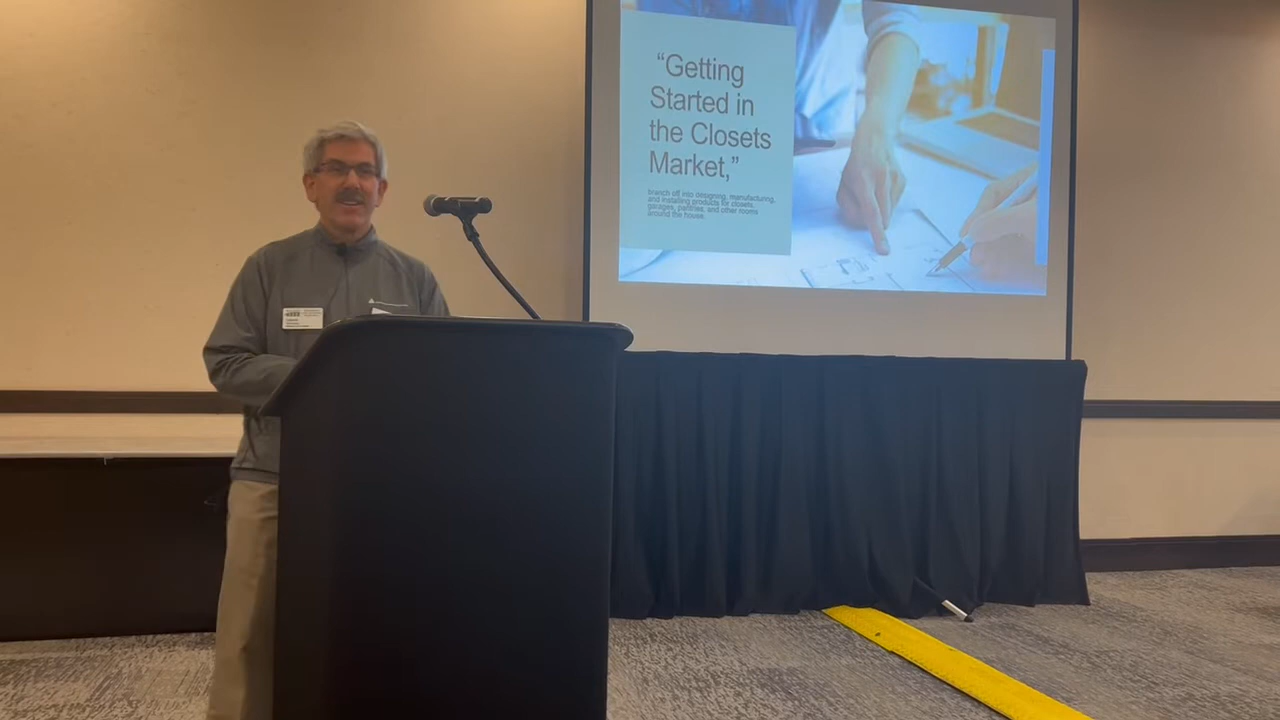 “Getting
Started in
the Closets
Market,”
branch off into designing, manufacturing,
and installing products for closets,
garages, pantries, and other rooms
around the house.